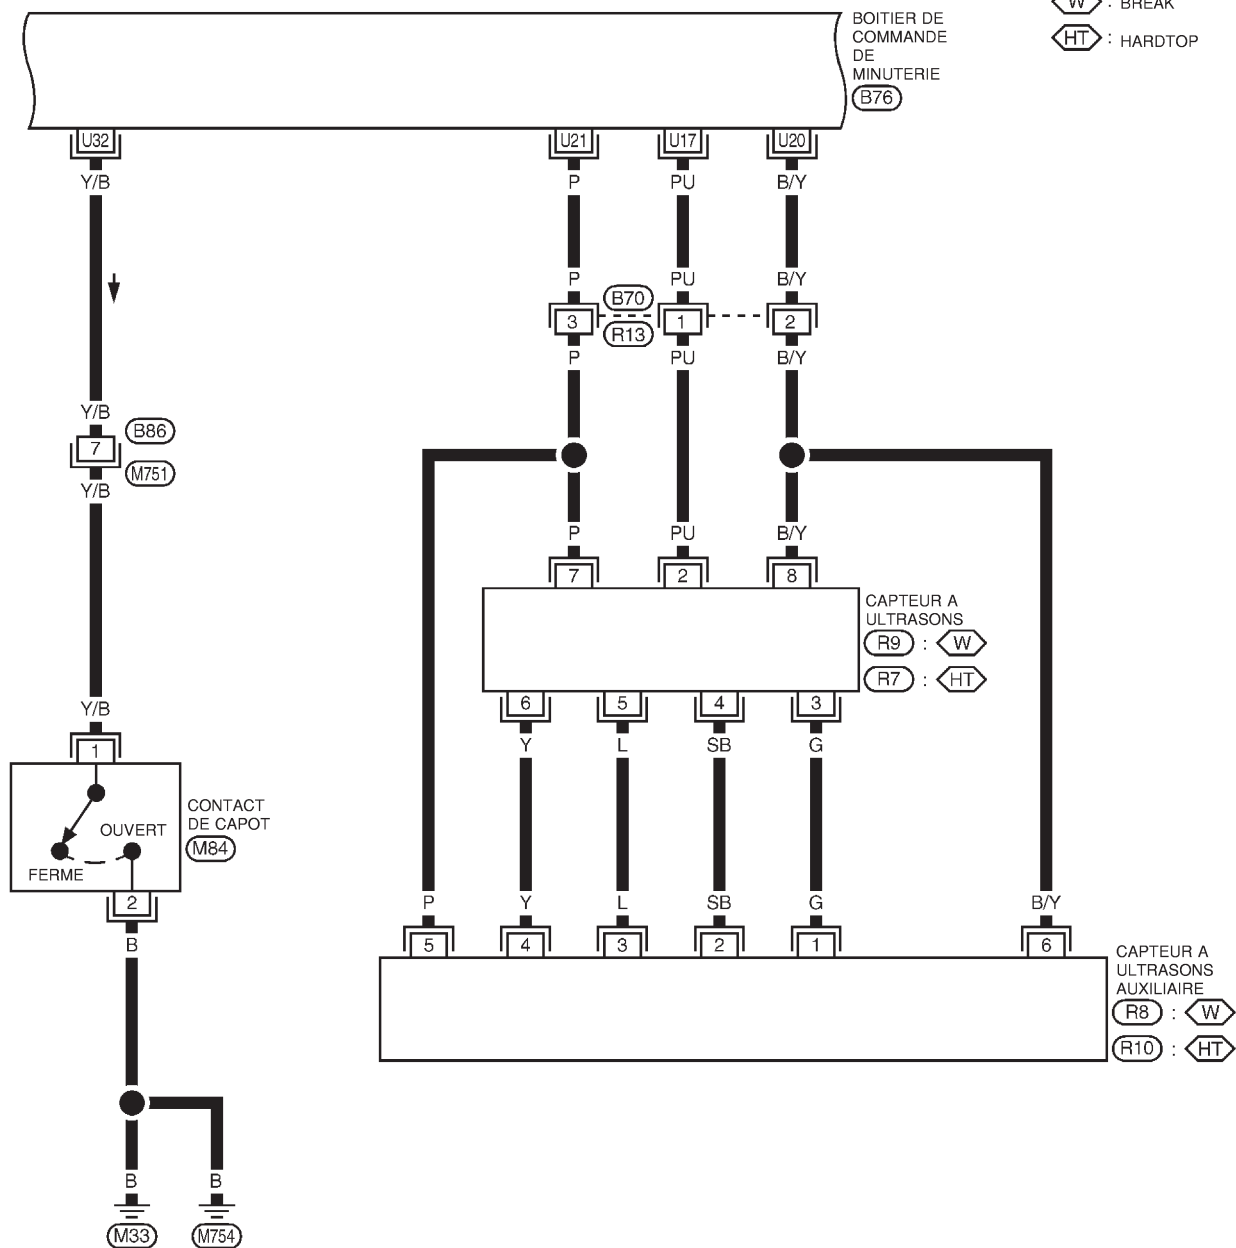 W : BREAK
HT : HARDTOP
BOITIER DE
COMMANDE
DE
MINUTERIE
B76
U32 U21 U17 U20
Y/B P PU B/Y
P PU B/Y
B70
3 1 2
R13
P PU B/Y
Y/B
B86
7
M751
Y/B
P PU B/Y
7 2 8
CAPTEUR A
ULTRASONS
R9 : W
R7 : HT
6 5 4 3
Y L SB G
Y/B
1
CONTACT
DE CAPOT
M84
OUVERT
FERME
2
B
P Y L SB G B/Y
5 4 3 2 1 6
CAPTEUR A
ULTRASONS
AUXILIAIRE
R8 : W
R10 : HT
B B
M33 M754